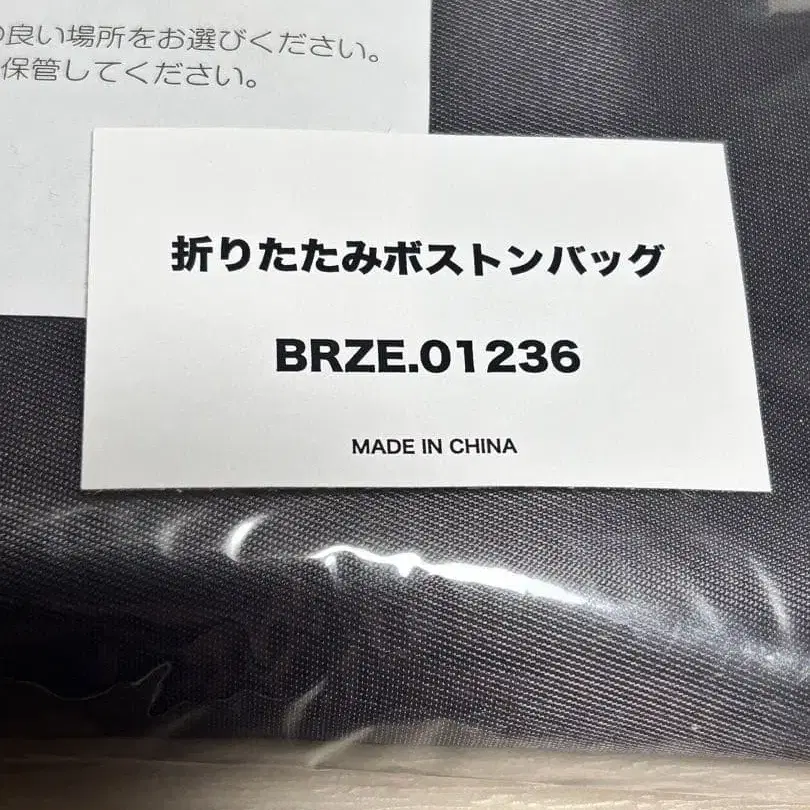 の良い場所をお選びください。
保管してください。
折りたたみボストンバッグ
BRZE.01236
MADE IN CHINA